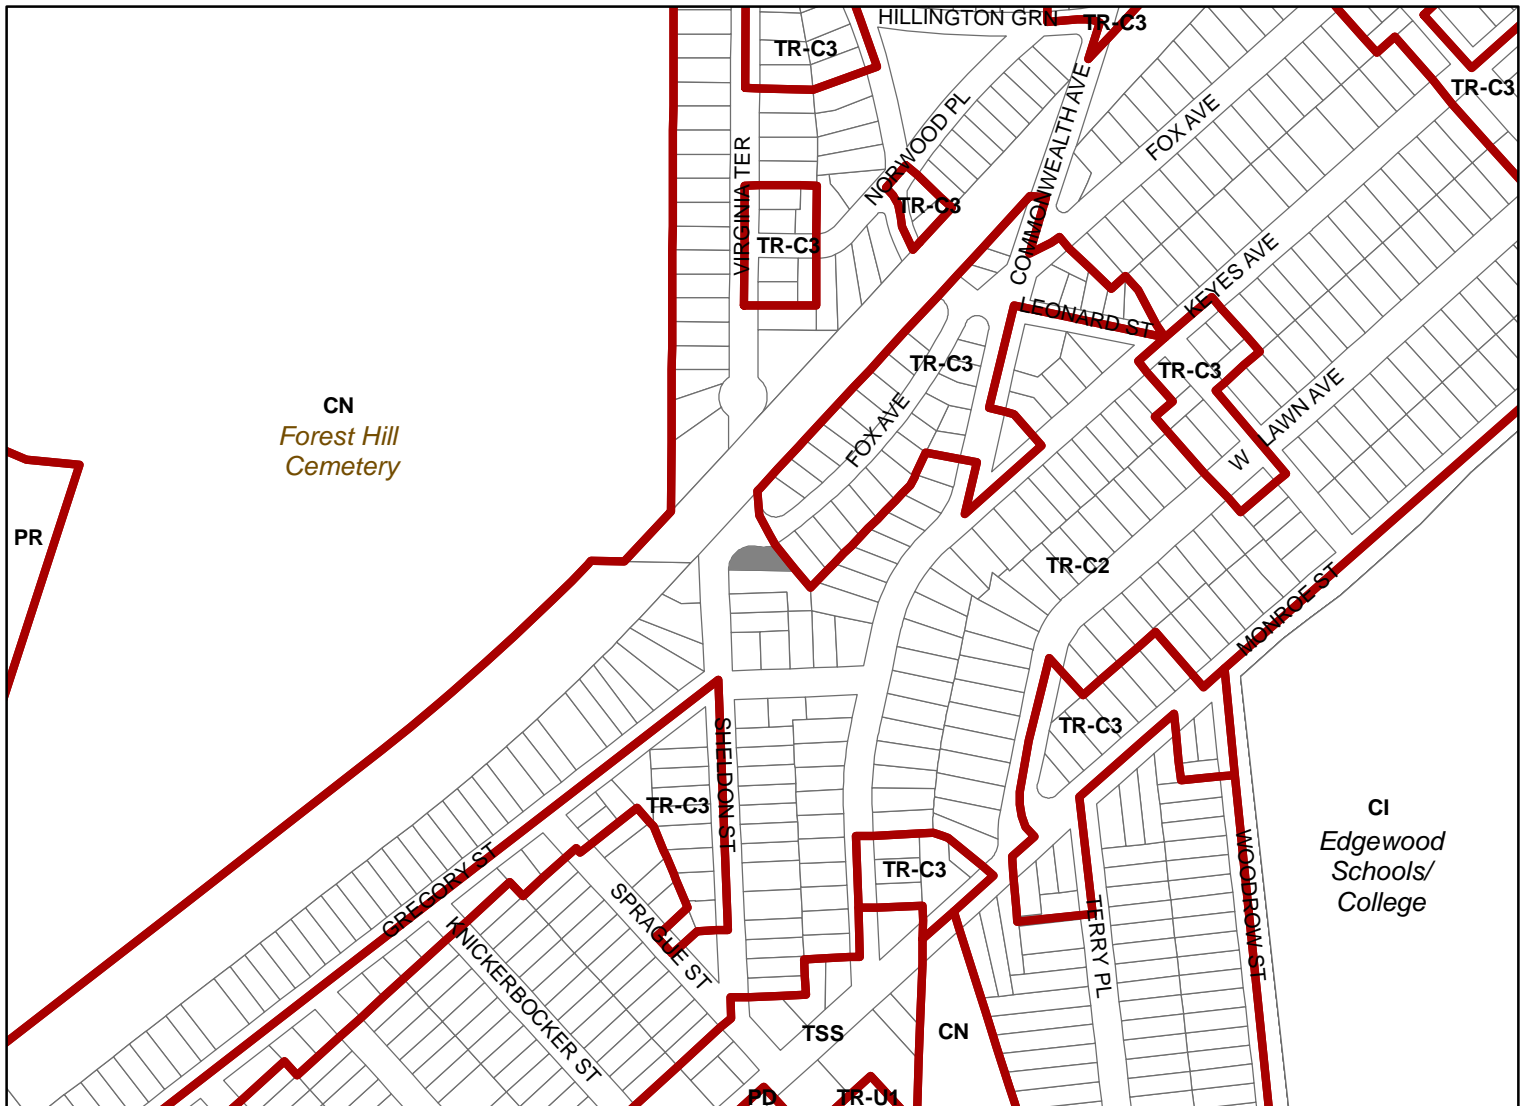 HILLINGTON GRN
TR-C3
TR-C3
TR-C3
COMMONWEALTH AVE
NORWOOD PL
FOX AVE
VIRGINIA TER
TR-C3
TR-C3
KEYES AVE
LEONARD ST
TR-C3
TR-C3
CN
Forest Hill
Cemetery
FOX AVE
W LAWN AVE
PR
TR-C2
MONROE ST
TR-C3
SHELDON ST
TR-C3
CI
Edgewood
Schools/
College
GREGORY ST
TR-C3
WOODROW ST
SPRAGUE ST
KNICKERBOCKER ST
TERRY PL
TSS
CN
PD
TR-U1